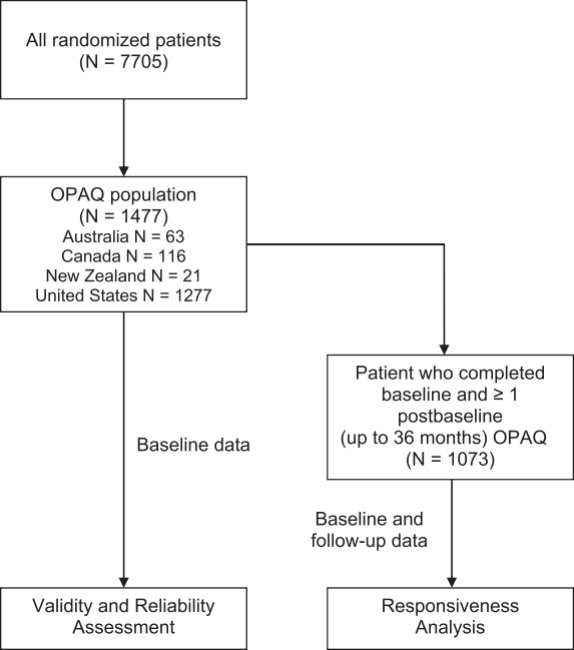 All randomized patients
(N = 7705)
OPAQ population
(N = 1477)
Australia N = 63
Canada N = 116
New Zealand N = 21
United States N = 1277
Patient who completed
baseline and ≥ 1
postbaseline
(up to 36 months) OPAQ
(N = 1073)
Baseline data
Baseline and
follow-up data
Validity and Reliability
Assessment
Responsiveness
Analysis